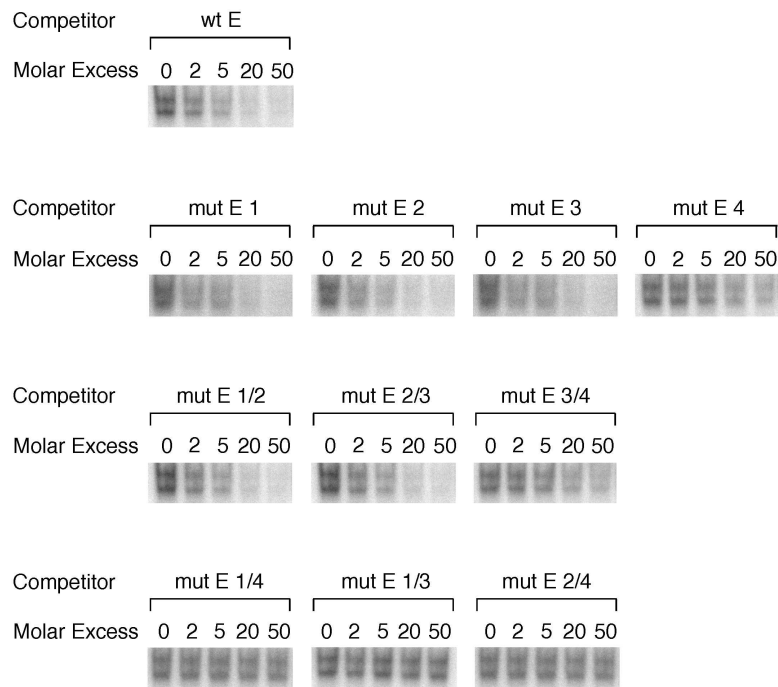 Competitor wt E
Molar Excess 0 2 5 20 50
Competitor mut E 1 mut E 2 mut E 3 mut E 4
Molar Excess 0 2 5 20 50 0 2 5 20 50 0 2 5 20 50 0 2 5 20 50
Competitor mut E 1/2 mut E 2/3 mut E 3/4
Molar Excess 0 2 5 20 50 0 2 5 20 50 0 2 5 20 50
Competitor mut E 1/4 mut E 1/3 mut E 2/4
Molar Excess 0 2 5 20 50 0 2 5 20 50 0 2 5 20 50